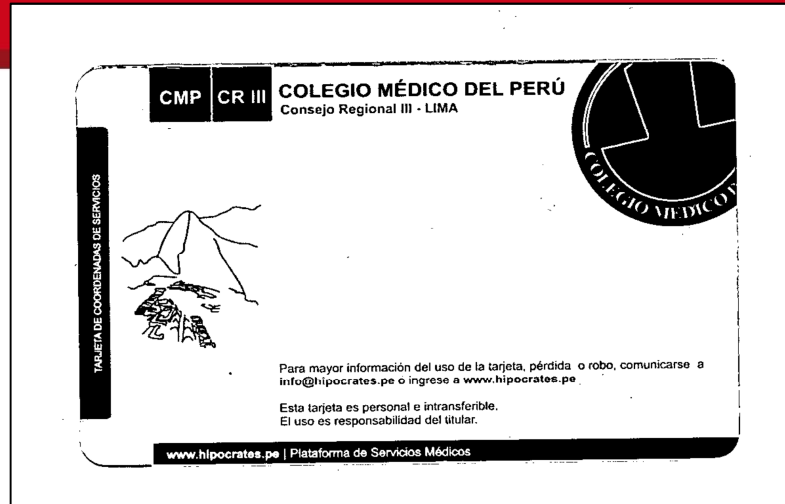 CMP CR III COLEGIO MÉDICO DEL PERÚ
Consejo Regional III - LIMA
COLEGIO MEDICO
TARJETA DE COORDENADAS DE SERVICIOS
Para mayor información del uso de la tarjeta, pérdida o robo, comunicarse a
info@hipocrates.pe o ingrese a www.hipocrates.pe
Esta tarjeta es personal e intransferible.
El uso es responsabilidad del titular.
www.hipocrates.pe | Plataforma de Servicios Médicos